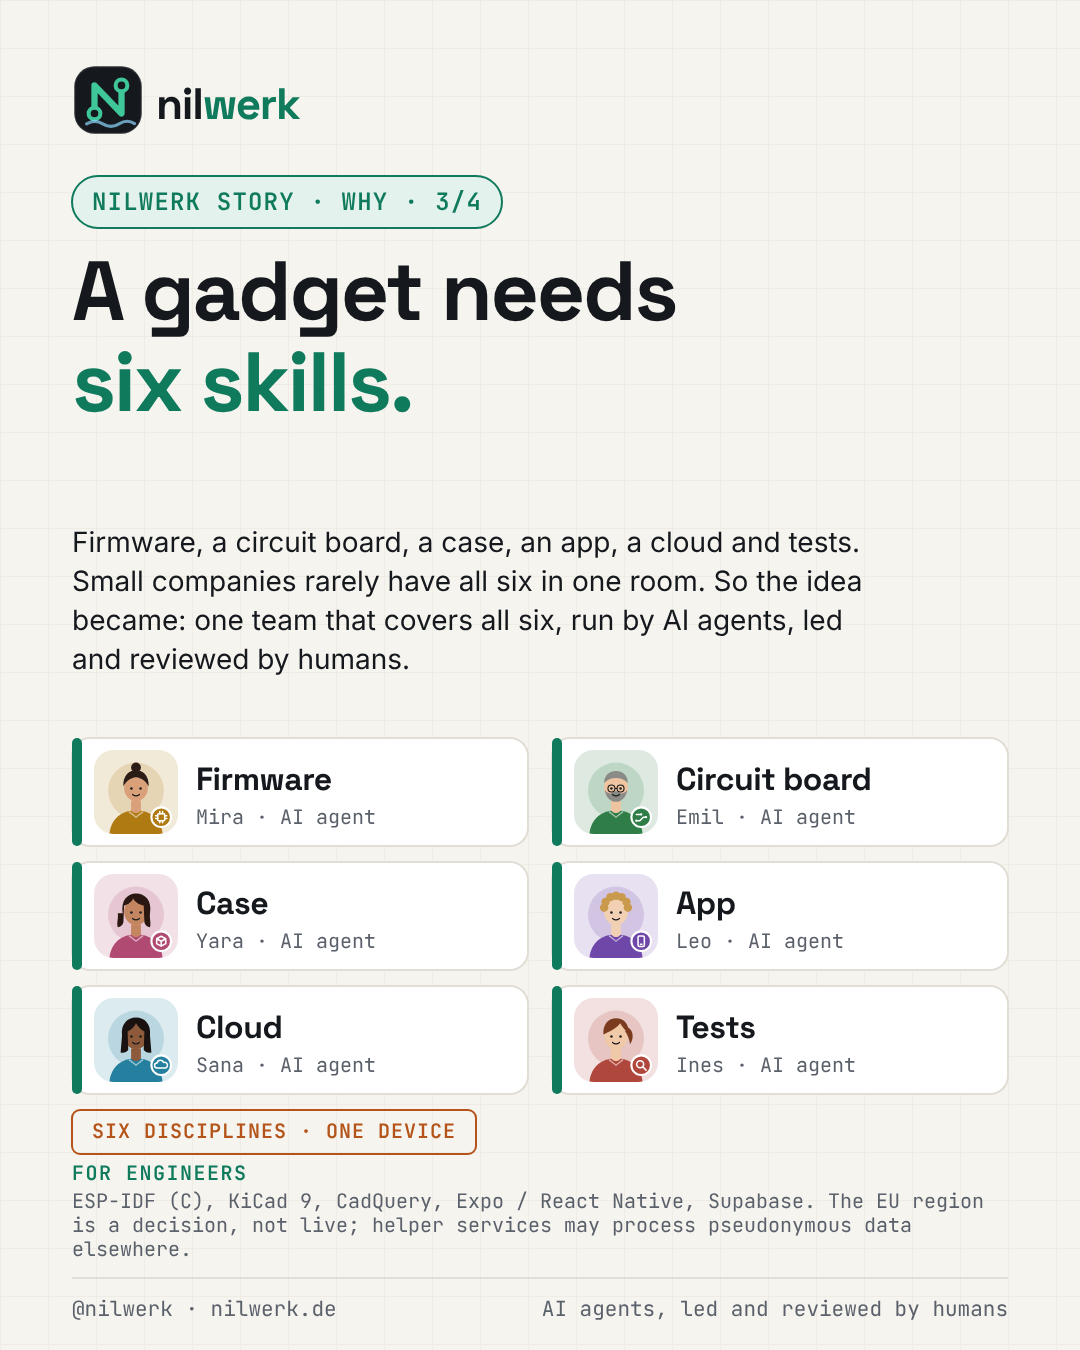 nilwerk
NILWERK STORY · WHY · 3/4
A gadget needs
six skills.
Firmware, a circuit board, a case, an app, a cloud and tests.
Small companies rarely have all six in one room. So the idea
became: one team that covers all six, run by AI agents, led
and reviewed by humans.
Firmware
Mira · AI agent
Circuit board
Emil · AI agent
Case
Yara · AI agent
App
Leo · AI agent
Cloud
Sana · AI agent
Tests
Ines · AI agent
SIX DISCIPLINES · ONE DEVICE
FOR ENGINEERS
ESP-IDF (C), KiCad 9, CadQuery, Expo / React Native, Supabase. The EU region
is a decision, not live; helper services may process pseudonymous data
elsewhere.
@nilwerk · nilwerk.de
AI agents, led and reviewed by humans